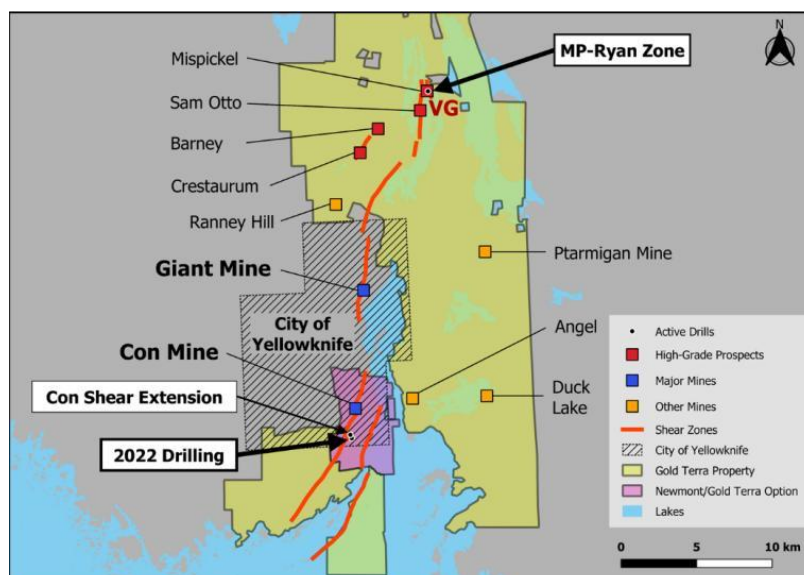 MP-Ryan Zone
N
Mispickel
Sam Otto
VG
Barney
Crestaurum
Ranney Hill
Giant Mine
Ptarmigan Mine
City of
Yellowknife
Con Mine
Angel
Duck
Lake
Con Shear Extension
2022 Drilling
Active Drills
High-Grade Prospects
Major Mines
Other Mines
Shear Zones
City of Yellowknife
Gold Terra Property
Newmont/Gold Terra Option
Lakes
0 5 10 km